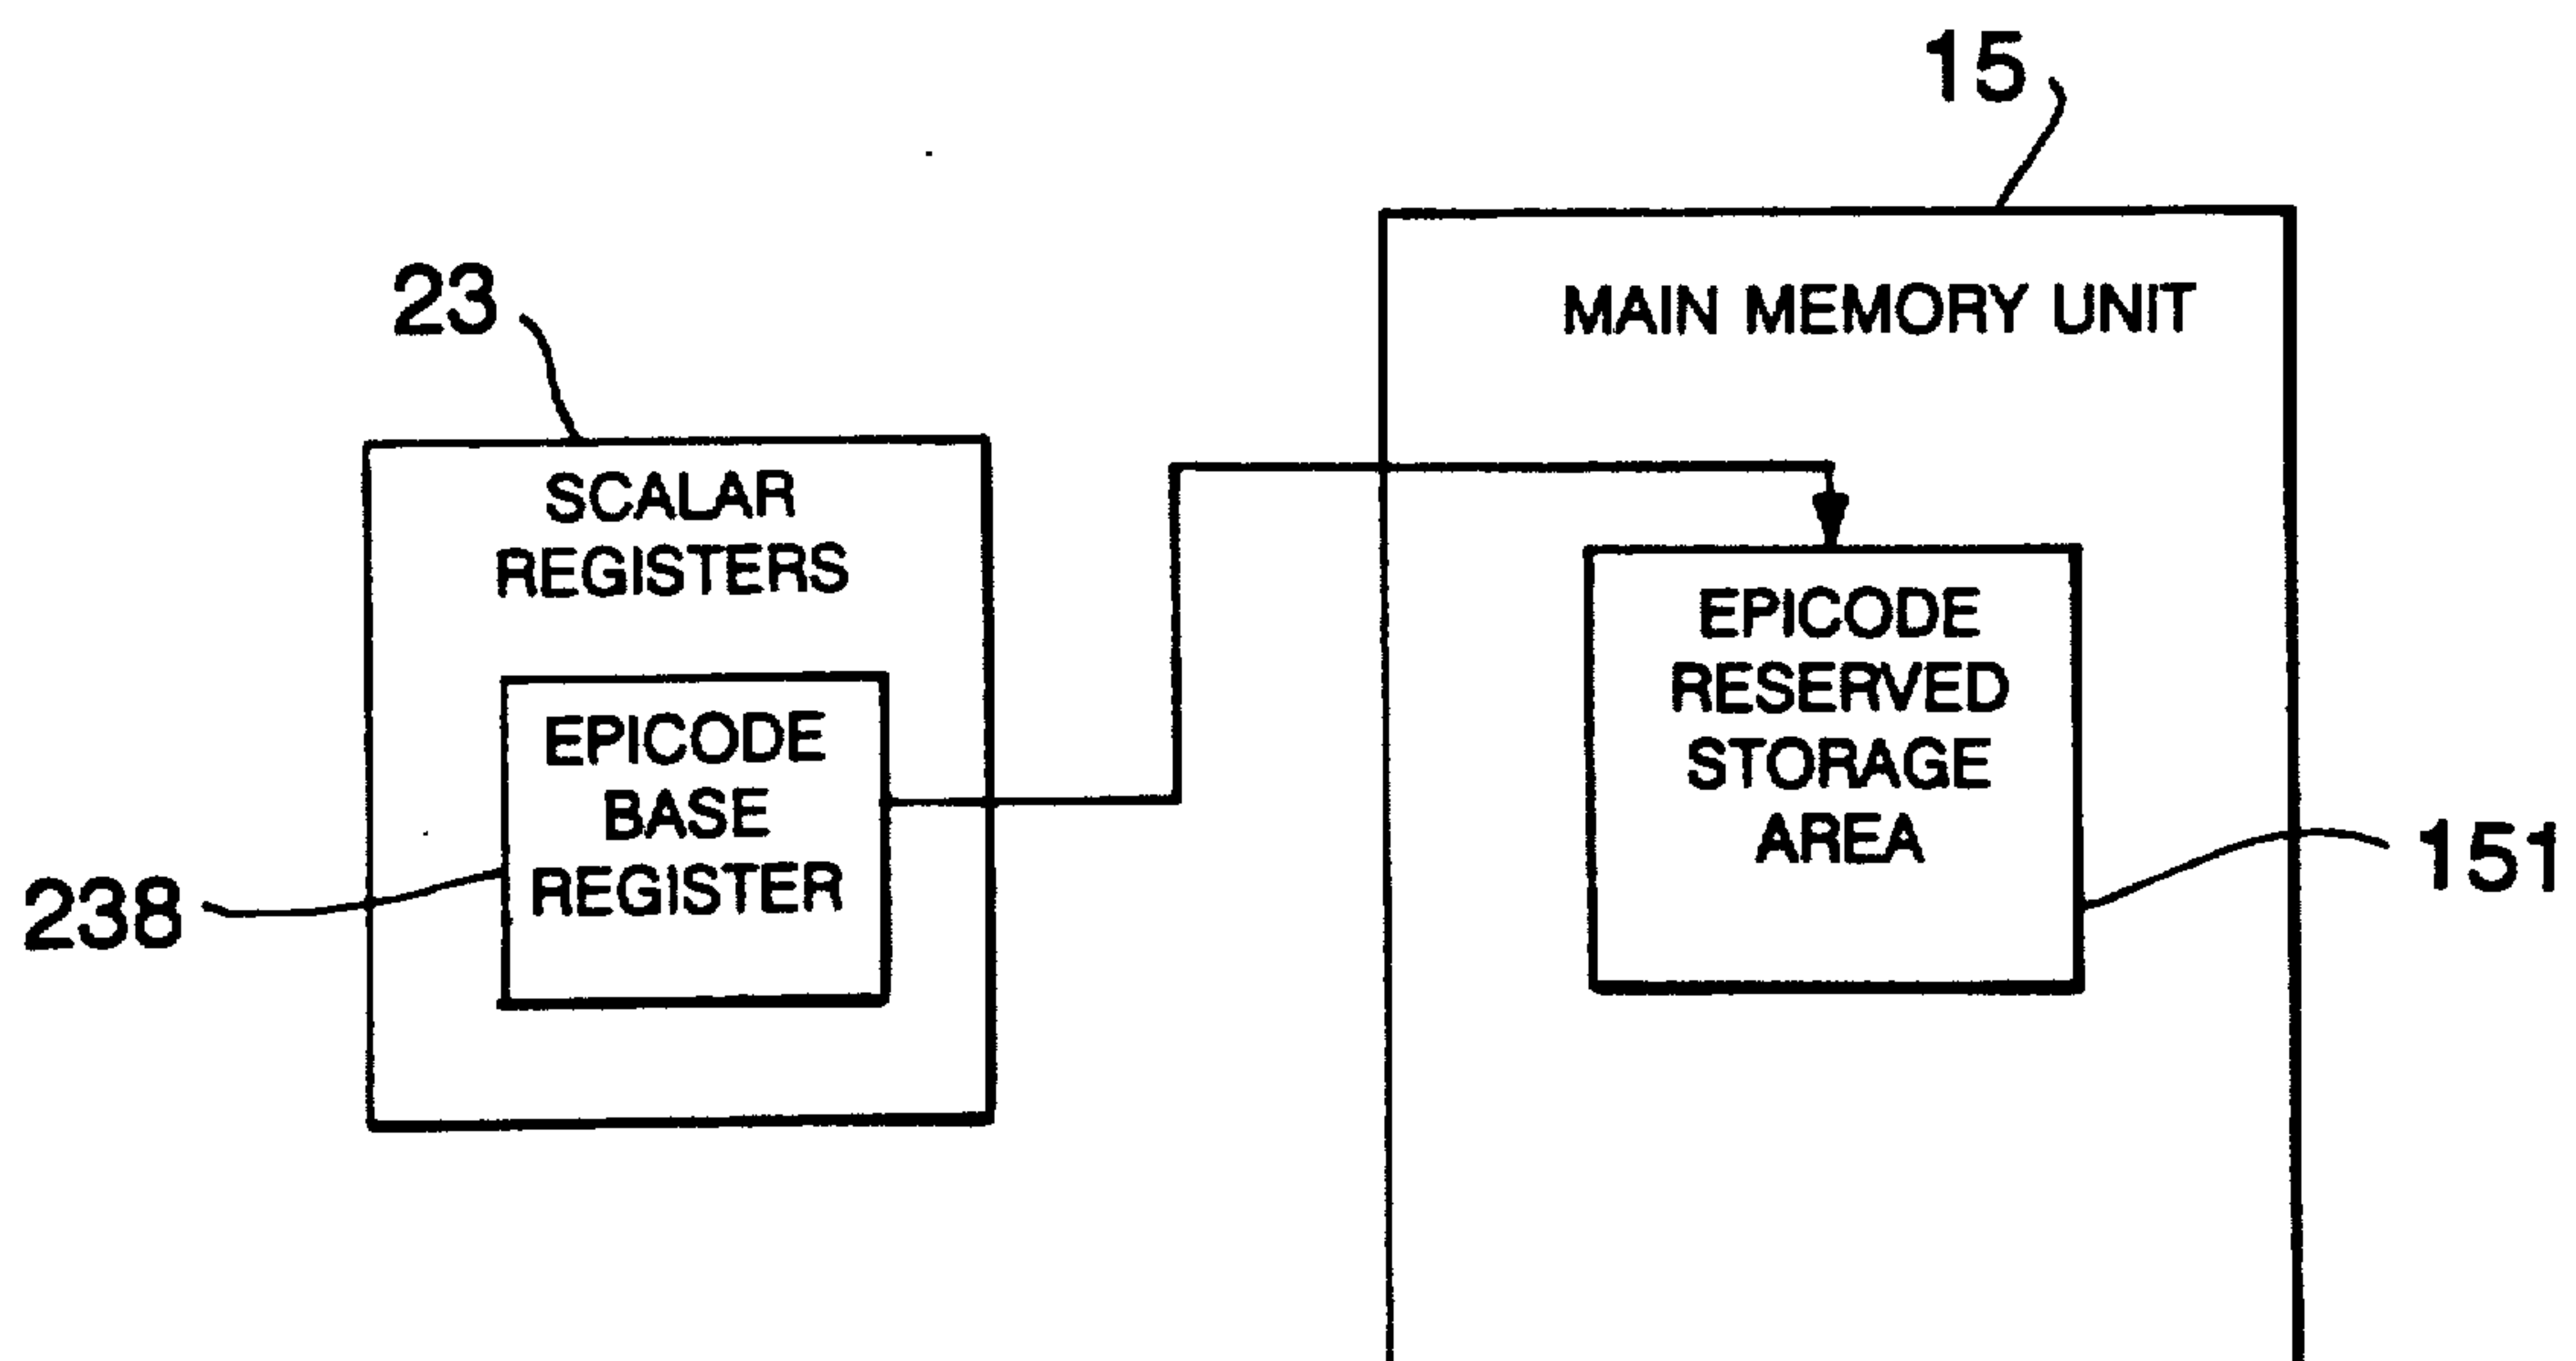 15
MAIN MEMORY UNIT
23
SCALAR
REGISTERS
EPICODE
BASE
REGISTER
238
EPICODE
RESERVED
STORAGE
AREA
151